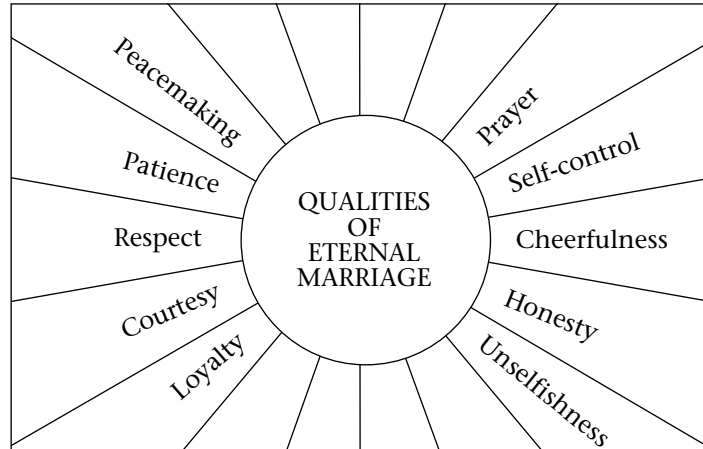 Peacemaking
Patience
Respect
Courtesy
Loyalty
QUALITIES
OF
ETERNAL
MARRIAGE
Prayer
Self-control
Cheerfulness
Honesty
Unselfishness